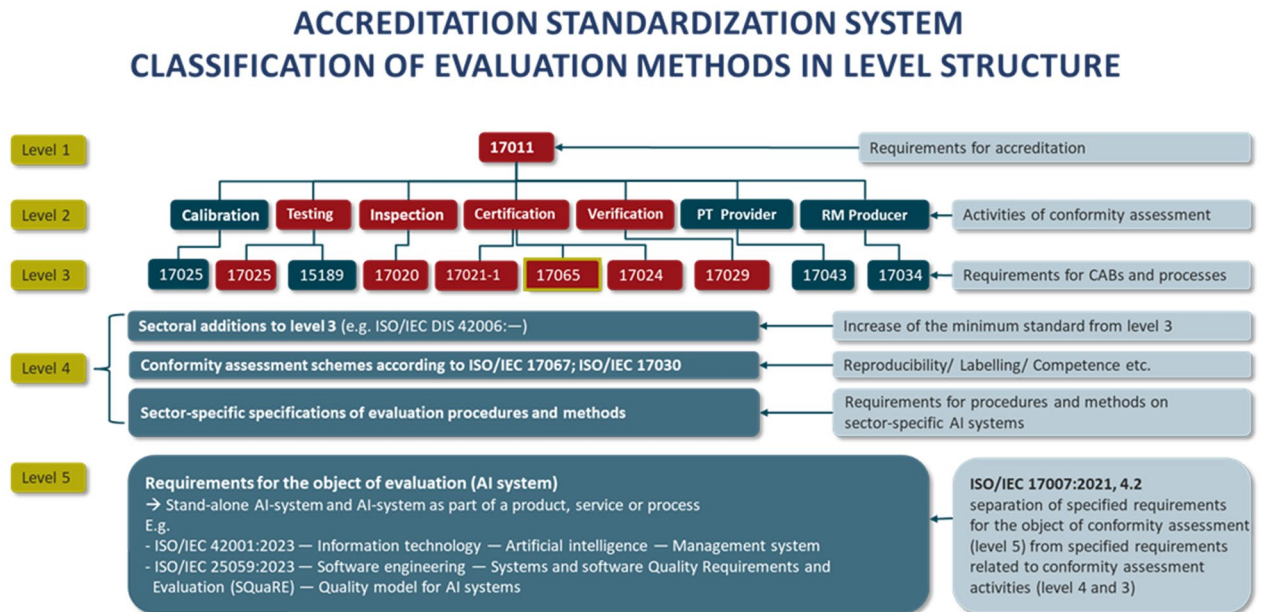 ACCREDITATION STANDARDIZATION SYSTEM
CLASSIFICATION OF EVALUATION METHODS IN LEVEL STRUCTURE
Level 1
17011
Requirements for accreditation
Level 2
Calibration
Testing
Inspection
Certification
Verification
PT Provider
RM Producer
Activities of conformity assessment
Level 3
17025
17025
15189
17020
17021-1
17065
17024
17029
17043
17034
Requirements for CABs and processes
Level 4
Sectoral additions to level 3 (e.g. ISO/IEC DIS 42006:—)
Increase of the minimum standard from level 3
Conformity assessment schemes according to ISO/IEC 17067; ISO/IEC 17030
Reproducibility/ Labelling/ Competence etc.
Sector-specific specifications of evaluation procedures and methods
Requirements for procedures and methods on
sector-specific AI systems
Level 5
Requirements for the object of evaluation (AI system)
→ Stand-alone AI-system and AI-system as part of a product, service or process
E.g.
- ISO/IEC 42001:2023 — Information technology — Artificial intelligence — Management system
- ISO/IEC 25059:2023 — Software engineering — Systems and software Quality Requirements and
Evaluation (SQuaRE) — Quality model for AI systems
ISO/IEC 17007:2021, 4.2
separation of specified requirements
for the object of conformity assessment
(level 5) from specified requirements
related to conformity assessment
activities (level 4 and 3)